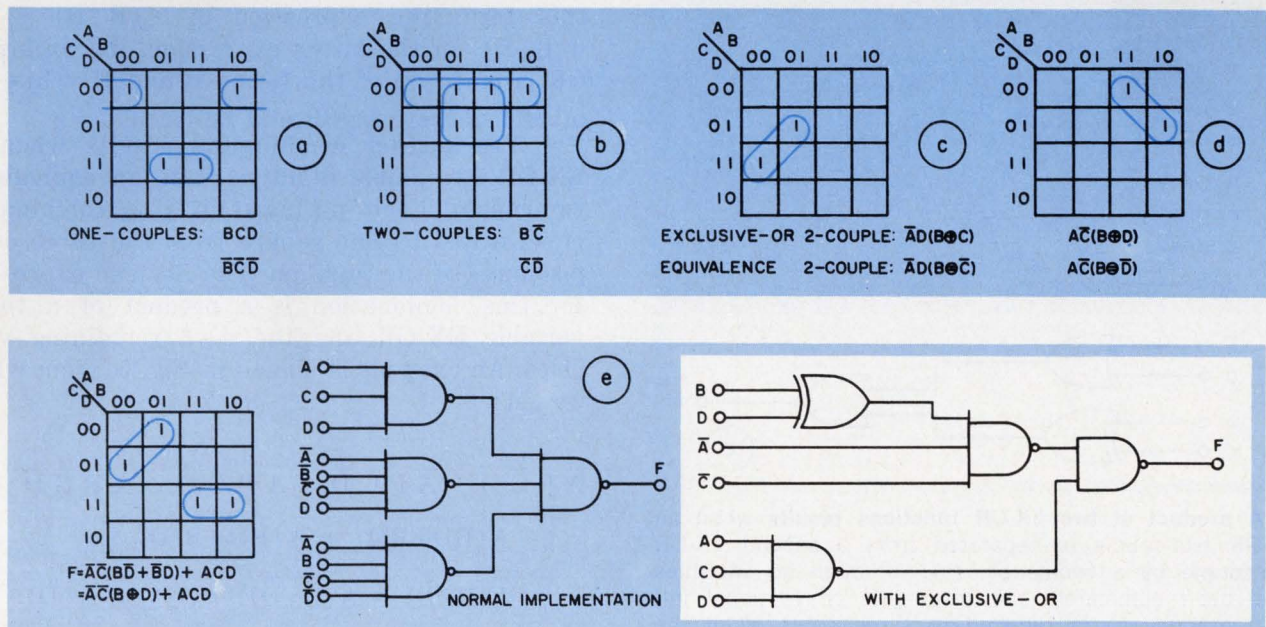 A
B
C
D
00 01 11 10
00 1 1
01
11 1 1
10
a
ONE-COUPLES: BCD
B̅C̅D̅
A
B
C
D
00 01 11 10
00 1 1 1 1
01 1 1
11
10
b
TWO-COUPLES: BC̅
C̅D̅
A
B
C
D
00 01 11 10
00
01 1
11 1
10
c
EXCLUSIVE-OR 2-COUPLE: A̅D(B⊕C)
EQUIVALENCE 2-COUPLE: A̅D(B⊖C̅)
A
B
C
D
00 01 11 10
00 1
01 1
11
10
d
AC̅(B⊕D)
AC̅(B⊖D̅)
A
B
C
D
00 01 11 10
00 1
01 1
11 1 1
10
F=A̅C̅(BD̅+B̅D)+ACD
=A̅C̅(B⊕D)+ACD
e
A
C
D
A̅
B̅
C̅
D
A̅
B
C̅
D̅
F
NORMAL IMPLEMENTATION
B
D
A̅
C̅
F
A
C
D
WITH EXCLUSIVE-OR